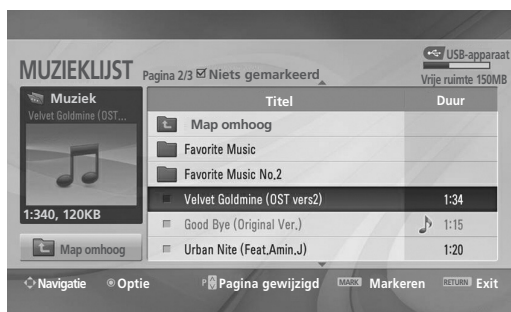 USB-apparaat
MUZIEKLIJST
Pagina 2/3 Niets gemarkeerd
Vrije ruimte 150MB
Muziek
Velvet Goldmine (OST...
1:340, 120KB
Map omhoog
Titel Duur
Map omhoog
Favorite Music
Favorite Music No.2
Velvet Goldmine (OST vers2) 1:34
Good Bye (Original Ver.) 1:15
Urban Nite (Feat.Amin.J) 1:20
Navigatie Optie P Pagina gewijzigd MARK Markeren RETURN Exit